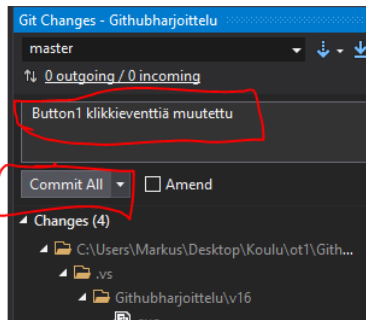 Git Changes - Githubharjoittelu
master
0 outgoing / 0 incoming
Button1 klikkieventtiä muutettu
Commit All
Amend
Changes (4)
C:\Users\Markus\Desktop\Koulu\ot1\Gith...
.vs
Githubharjoittelu\v16